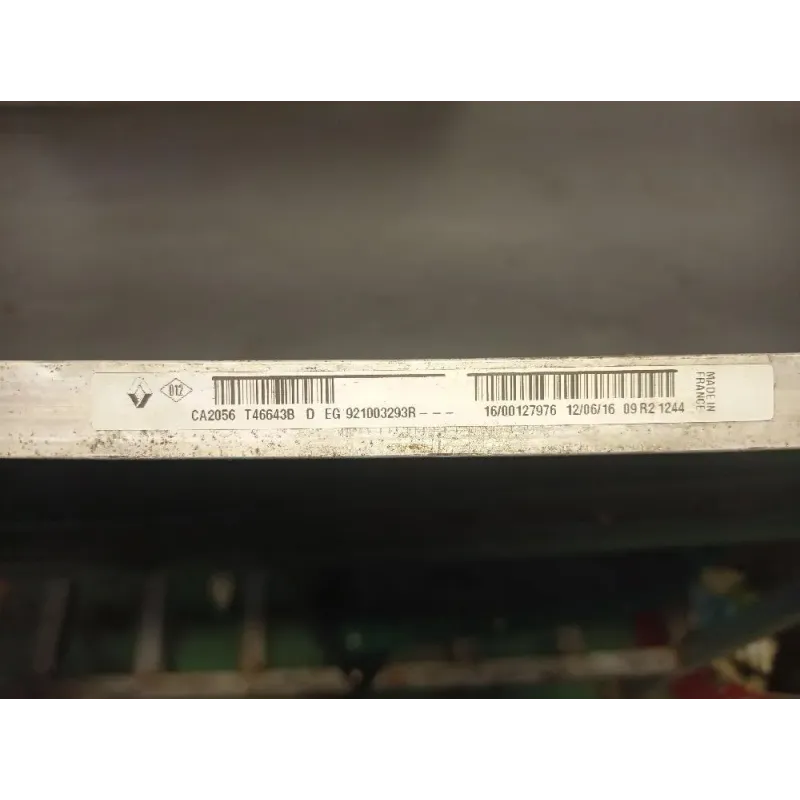 012
CA2056 T46643B D EG 921003293R---
16/00127976 12/06/16 09 R2 1244
MADE IN
FRANCE